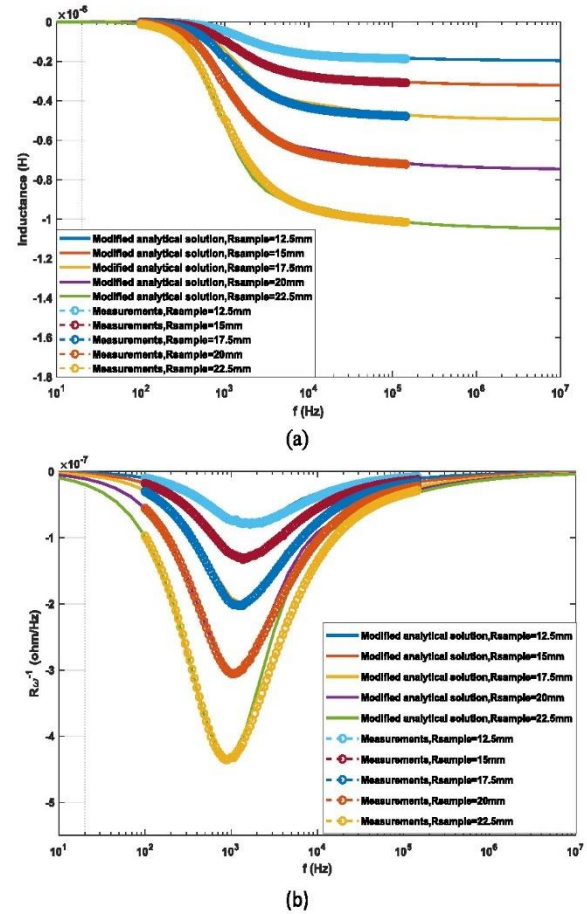 ×10⁻⁶
0
-0.2
-0.4
-0.6
-0.8
-1
-1.2
-1.4
-1.6
-1.8
Inductance (H)
Modified analytical solution,Rsample=12.5mm
Modified analytical solution,Rsample=15mm
Modified analytical solution,Rsample=17.5mm
Modified analytical solution,Rsample=20mm
Modified analytical solution,Rsample=22.5mm
Measurements,Rsample=12.5mm
Measurements,Rsample=15mm
Measurements,Rsample=17.5mm
Measurements,Rsample=20mm
Measurements,Rsample=22.5mm
10¹ 10² 10³ 10⁴ 10⁵ 10⁶ 10⁷
f (Hz)
(a)
×10⁻⁷
0
-1
-2
-3
-4
-5
Rω⁻¹ (ohm/Hz)
Modified analytical solution,Rsample=12.5mm
Modified analytical solution,Rsample=15mm
Modified analytical solution,Rsample=17.5mm
Modified analytical solution,Rsample=20mm
Modified analytical solution,Rsample=22.5mm
Measurements,Rsample=12.5mm
Measurements,Rsample=15mm
Measurements,Rsample=17.5mm
Measurements,Rsample=20mm
Measurements,Rsample=22.5mm
10¹ 10² 10³ 10⁴ 10⁵ 10⁶ 10⁷
f (Hz)
(b)